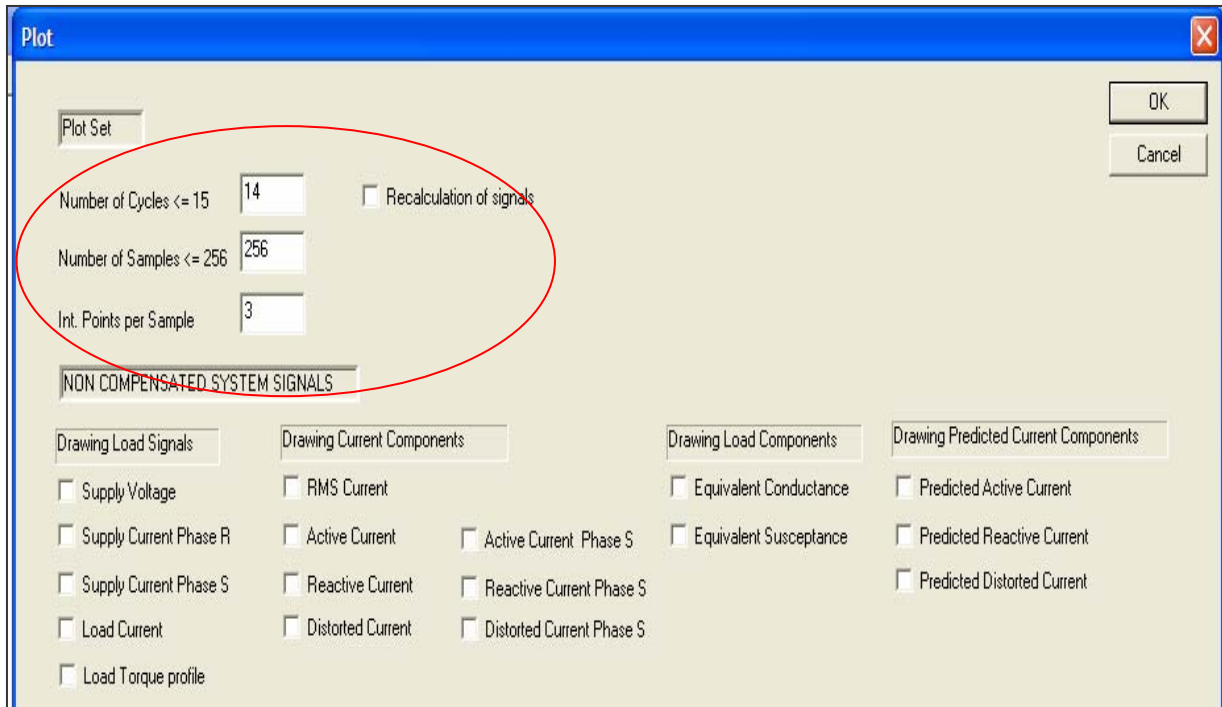 Plot
OK
Cancel
Plot Set
Number of Cycles <= 15 14
Recalculation of signals
Number of Samples <= 256 256
Int. Points per Sample 3
NON COMPENSATED SYSTEM SIGNALS
Drawing Load Signals
Supply Voltage
Supply Current Phase R
Supply Current Phase S
Load Current
Load Torque profile
Drawing Current Components
RMS Current
Active Current
Reactive Current
Distorted Current
Active Current Phase S
Reactive Current Phase S
Distorted Current Phase S
Drawing Load Components
Equivalent Conductance
Equivalent Susceptance
Drawing Predicted Current Components
Predicted Active Current
Predicted Reactive Current
Predicted Distorted Current